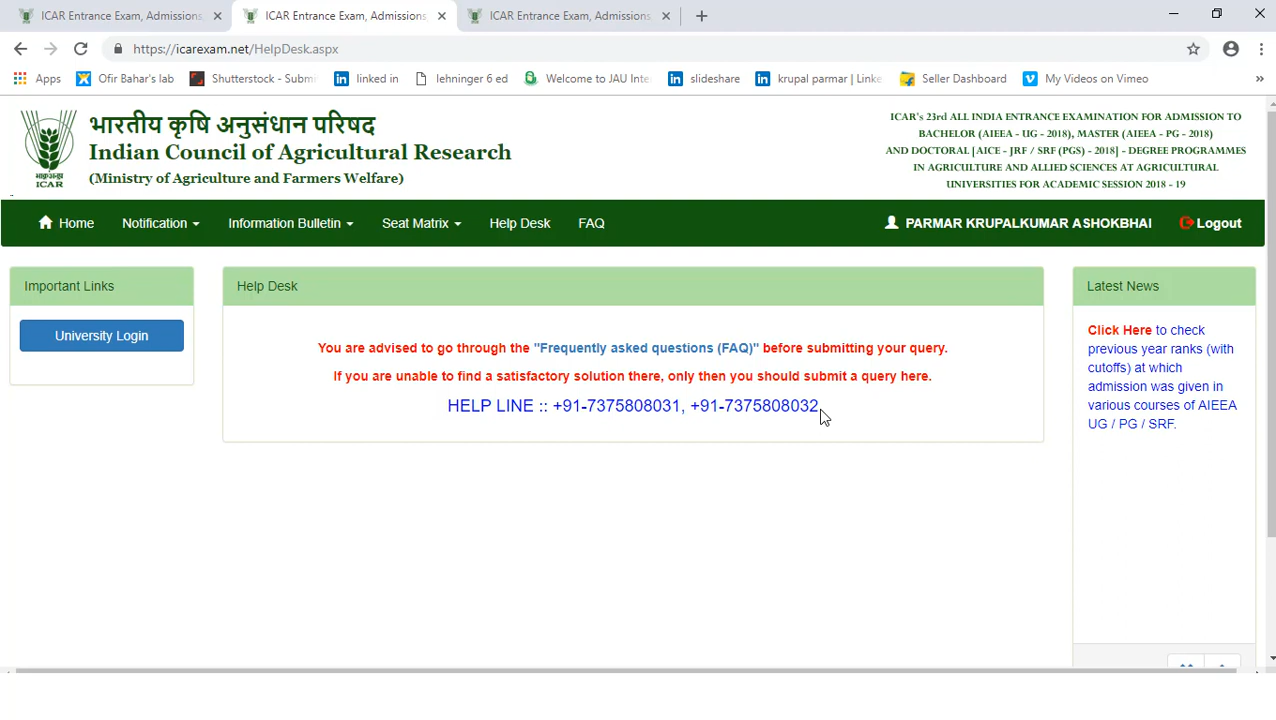 ICAR Entrance Exam, Admissions, ICAR Entrance Exam, Admissions, ICAR Entrance Exam, Admissions,
https://icarexam.net/HelpDesk.aspx
Apps Ofir Bahar's lab Shutterstock - Submi linked in lehninger 6 ed Welcome to JAU Inte slideshare krupal parmar | Linke Seller Dashboard My Videos on Vimeo »
भारतीय कृषि अनुसंधान परिषद
Indian Council of Agricultural Research
(Ministry of Agriculture and Farmers Welfare)
ICAR
ICAR's 23rd ALL INDIA ENTRANCE EXAMINATION FOR ADMISSION TO
BACHELOR (AIEEA - UG - 2018), MASTER (AIEEA - PG - 2018)
AND DOCTORAL [AICE - JRF / SRF (PGS) - 2018] - DEGREE PROGRAMMES
IN AGRICULTURE AND ALLIED SCIENCES AT AGRICULTURAL
UNIVERSITIES FOR ACADEMIC SESSION 2018 - 19
Home Notification Information Bulletin Seat Matrix Help Desk FAQ PARMAR KRUPALKUMAR ASHOKBHAI Logout
Important Links
University Login
Help Desk
You are advised to go through the "Frequently asked questions (FAQ)" before submitting your query.
If you are unable to find a satisfactory solution there, only then you should submit a query here.
HELP LINE :: +91-7375808031, +91-7375808032
Latest News
Click Here to check
previous year ranks (with
cutoffs) at which
admission was given in
various courses of AIEEA
UG / PG / SRF.